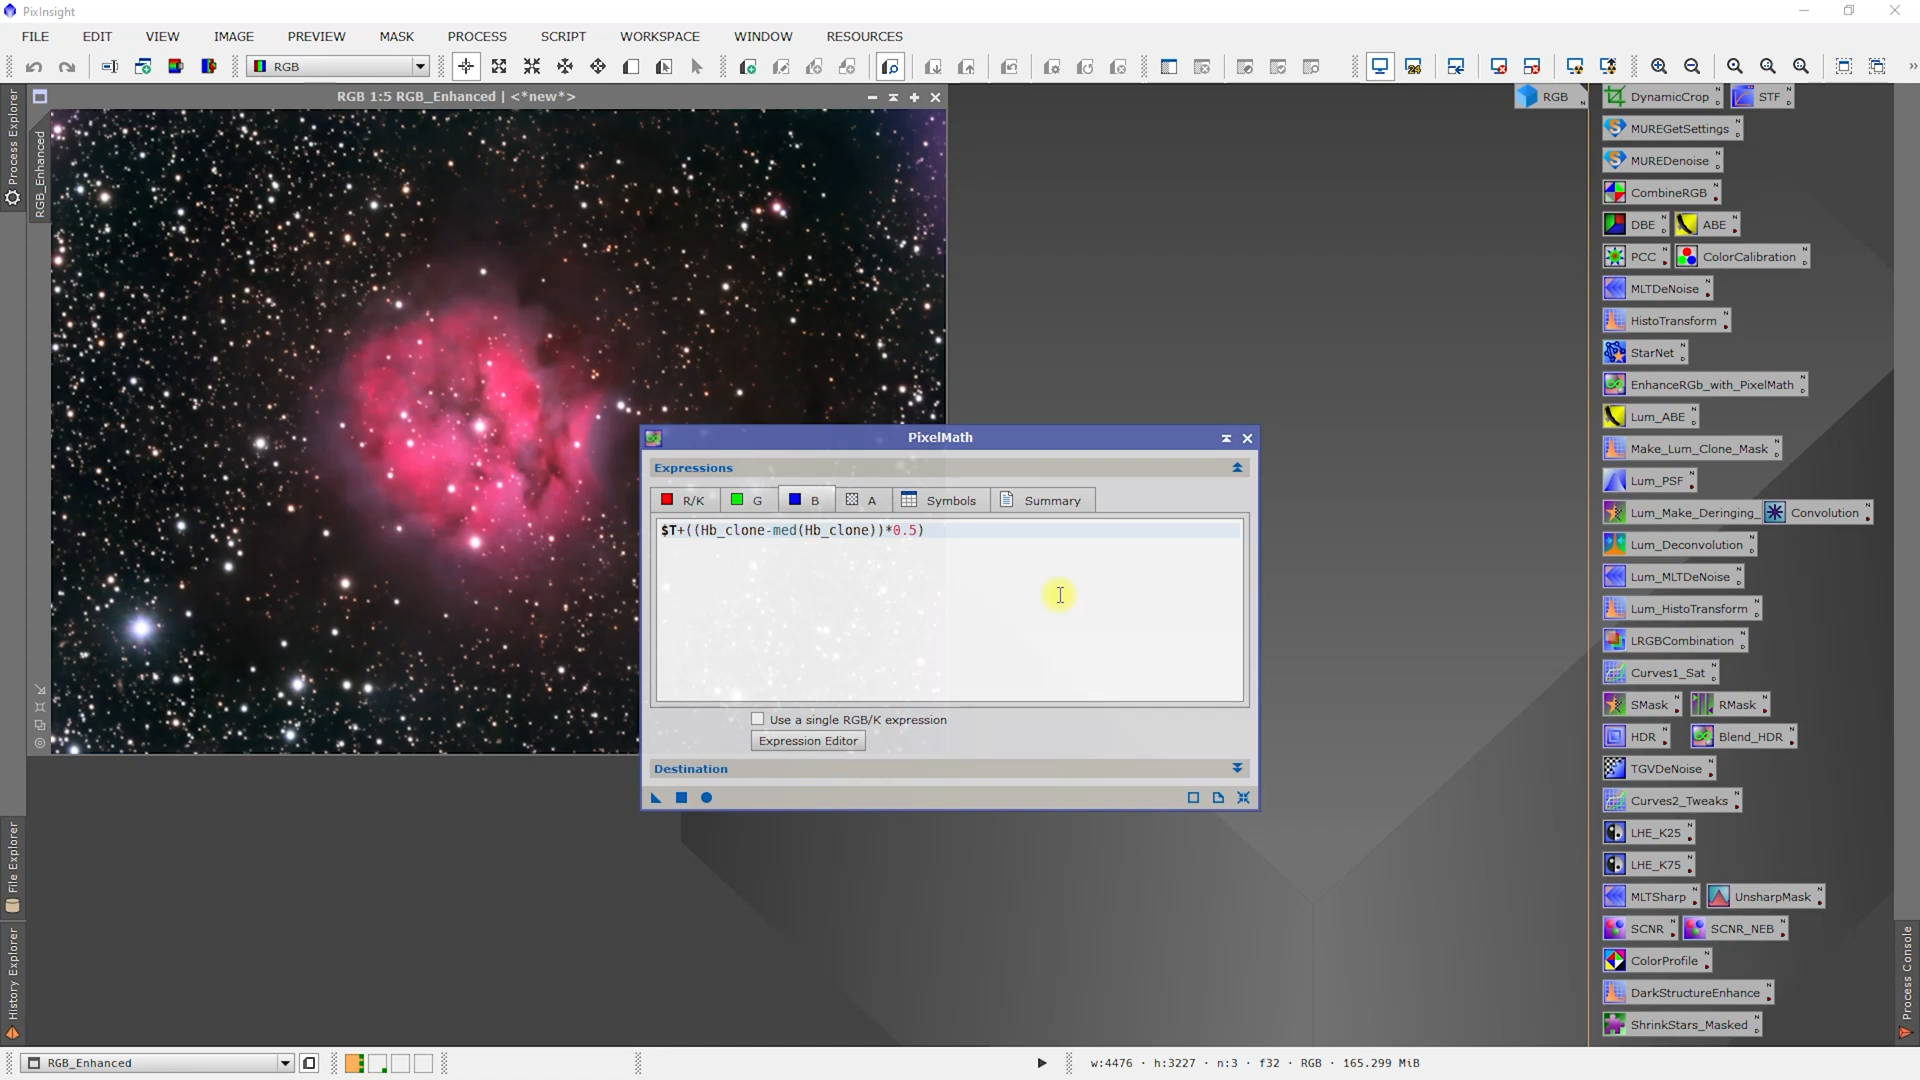 PixInsight
FILE EDIT VIEW IMAGE PREVIEW MASK PROCESS SCRIPT WORKSPACE WINDOW RESOURCES
RGB
24
RGB 1:5 RGB_Enhanced | <*new*>
Process Explorer
RGB_Enhanced
File Explorer
History Explorer
PixelMath
Expressions
R/K G B A Symbols Summary
$T+((Hb_clone-med(Hb_clone))*0.5)
Use a single RGB/K expression
Expression Editor
Destination
RGB N
DynamicCrop N D STF N D
MUREGetSettings N D
MUREDenoise N
CombineRGB N
DBE N D ABE N
PCC N ColorCalibration N D
MLTDeNoise N
HistoTransform N
StarNet N
EnhanceRGb_with_PixelMath N D
Lum_ABE N D
Make_Lum_Clone_Mask N D
Lum_PSF N
Lum_Make_Deringing_ Convolution N
Lum_Deconvolution N D
Lum_MLTDeNoise N D
Lum_HistoTransform N D
LRGBCombination N D
Curves1_Sat N D
SMask N RMask N
HDR N Blend_HDR N
TGVDeNoise N
Curves2_Tweaks N
LHE_K25 N
LHE_K75 N
MLTSharp N UnsharpMask N
SCNR N SCNR_NEB N
ColorProfile N
DarkStructureEnhance N
ShrinkStars_Masked N D
Process Console
RGB_Enhanced
w:4476 · h:3227 · n:3 · f32 · RGB · 165.299 MiB